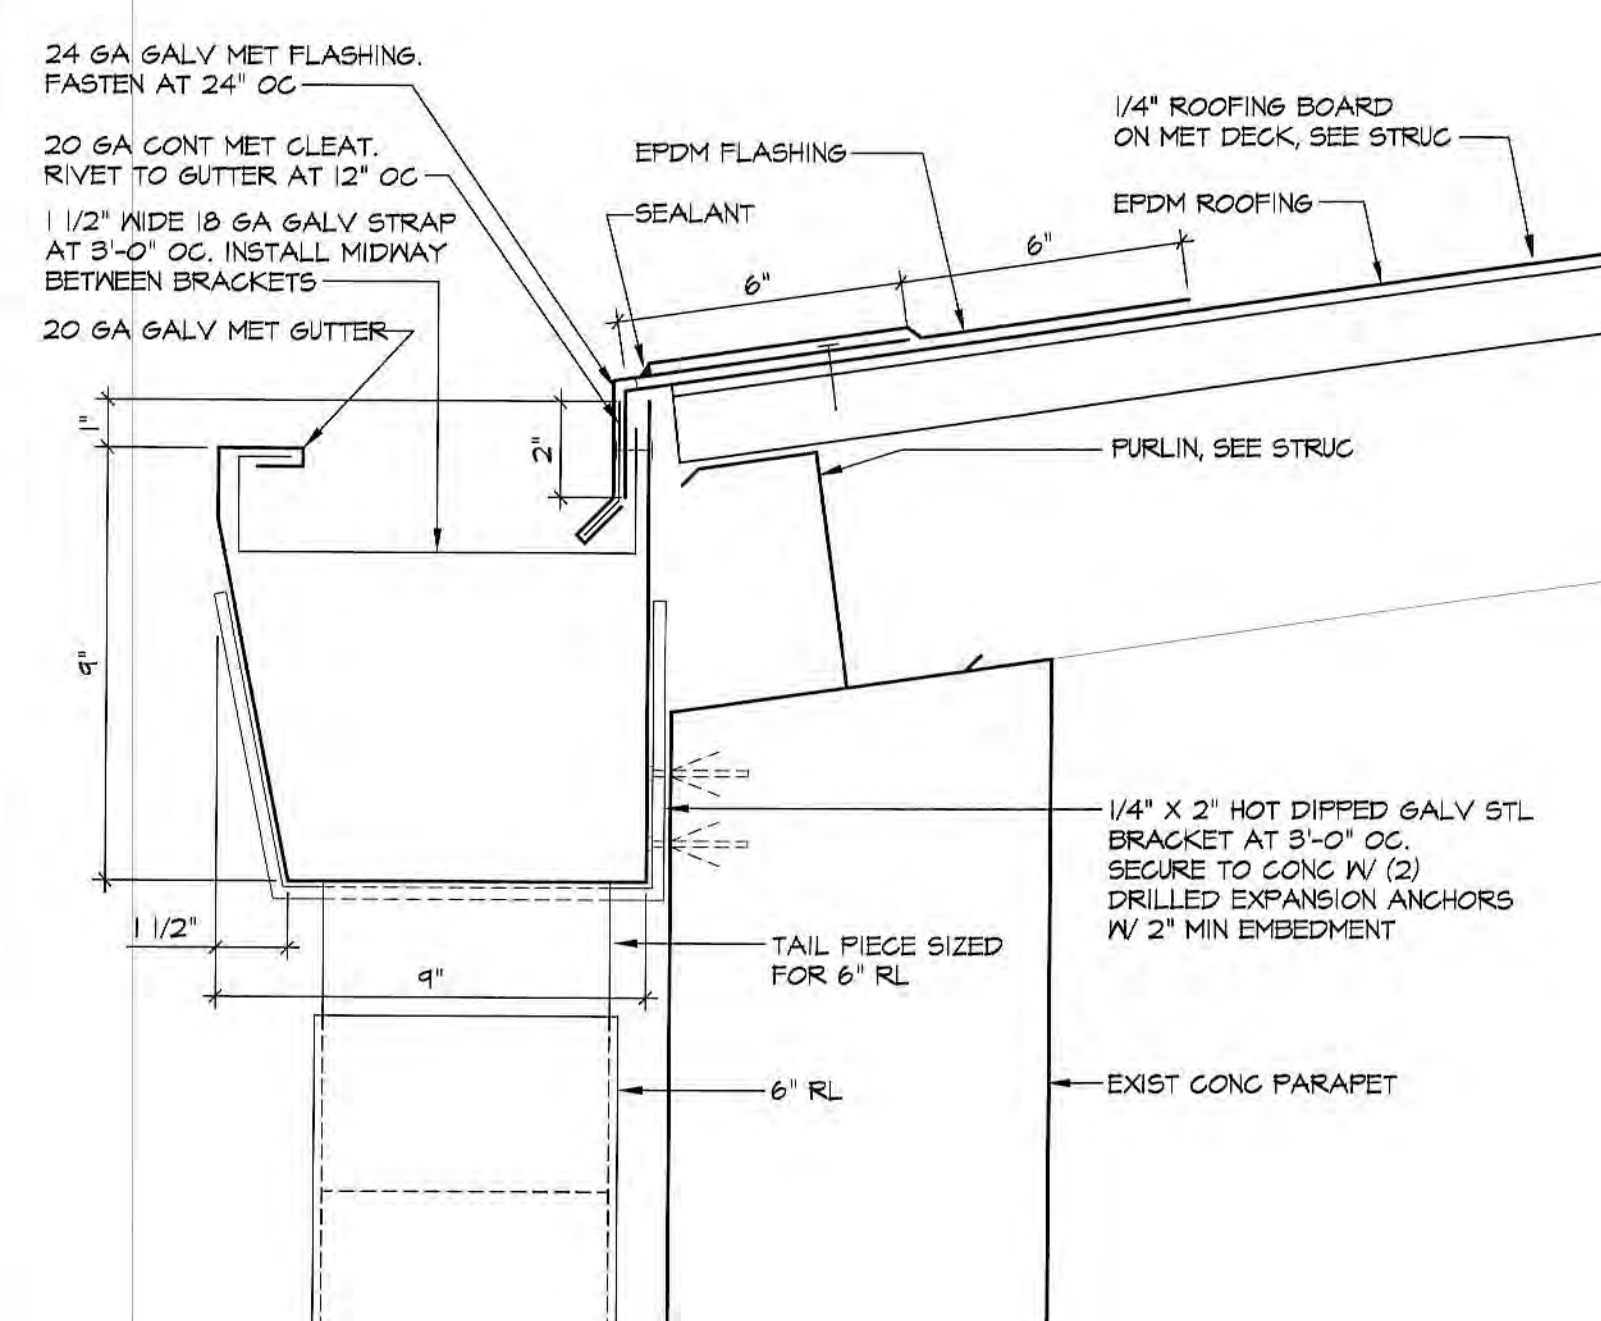 24 GA GALV MET FLASHING.
FASTEN AT 24" OC
20 GA CONT MET CLEAT.
RIVET TO GUTTER AT 12" OC
1 1/2" WIDE 18 GA GALV STRAP
AT 3'-0" OC. INSTALL MIDWAY
BETWEEN BRACKETS
20 GA GALV MET GUTTER
EPDM FLASHING
SEALANT
1/4" ROOFING BOARD
ON MET DECK, SEE STRUC
EPDM ROOFING
6"
6"
1"
2"
PURLIN, SEE STRUC
9"
1/4" X 2" HOT DIPPED GALV STL
BRACKET AT 3'-0" OC.
SECURE TO CONC W/ (2)
DRILLED EXPANSION ANCHORS
W/ 2" MIN EMBEDMENT
1 1/2"
9"
TAIL PIECE SIZED
FOR 6" RL
6" RL
EXIST CONC PARAPET